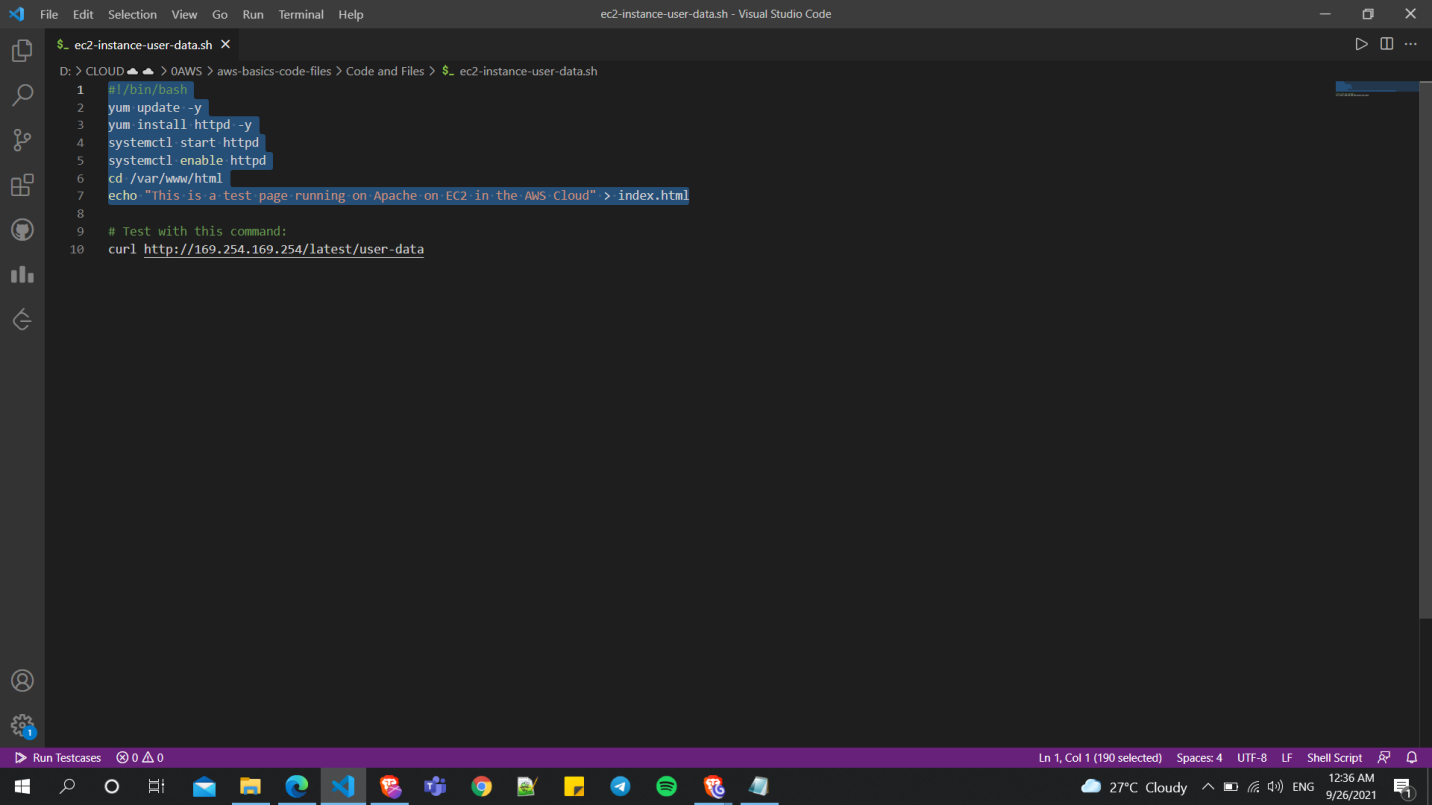 File Edit Selection View Go Run Terminal Help
ec2-instance-user-data.sh - Visual Studio Code
$_ ec2-instance-user-data.sh
D: > CLOUD > 0AWS > aws-basics-code-files > Code and Files > $_ ec2-instance-user-data.sh
1 #!/bin/bash
2 yum update -y
3 yum install httpd -y
4 systemctl start httpd
5 systemctl enable httpd
6 cd /var/www/html
7 echo "This is a test page running on Apache on EC2 in the AWS Cloud" > index.html
8
9 # Test with this command:
10 curl http://169.254.169.254/latest/user-data
1
Run Testcases 0 0 Ln 1, Col 1 (190 selected) Spaces: 4 UTF-8 LF Shell Script
27°C Cloudy ENG 12:36 AM
9/26/2021 1